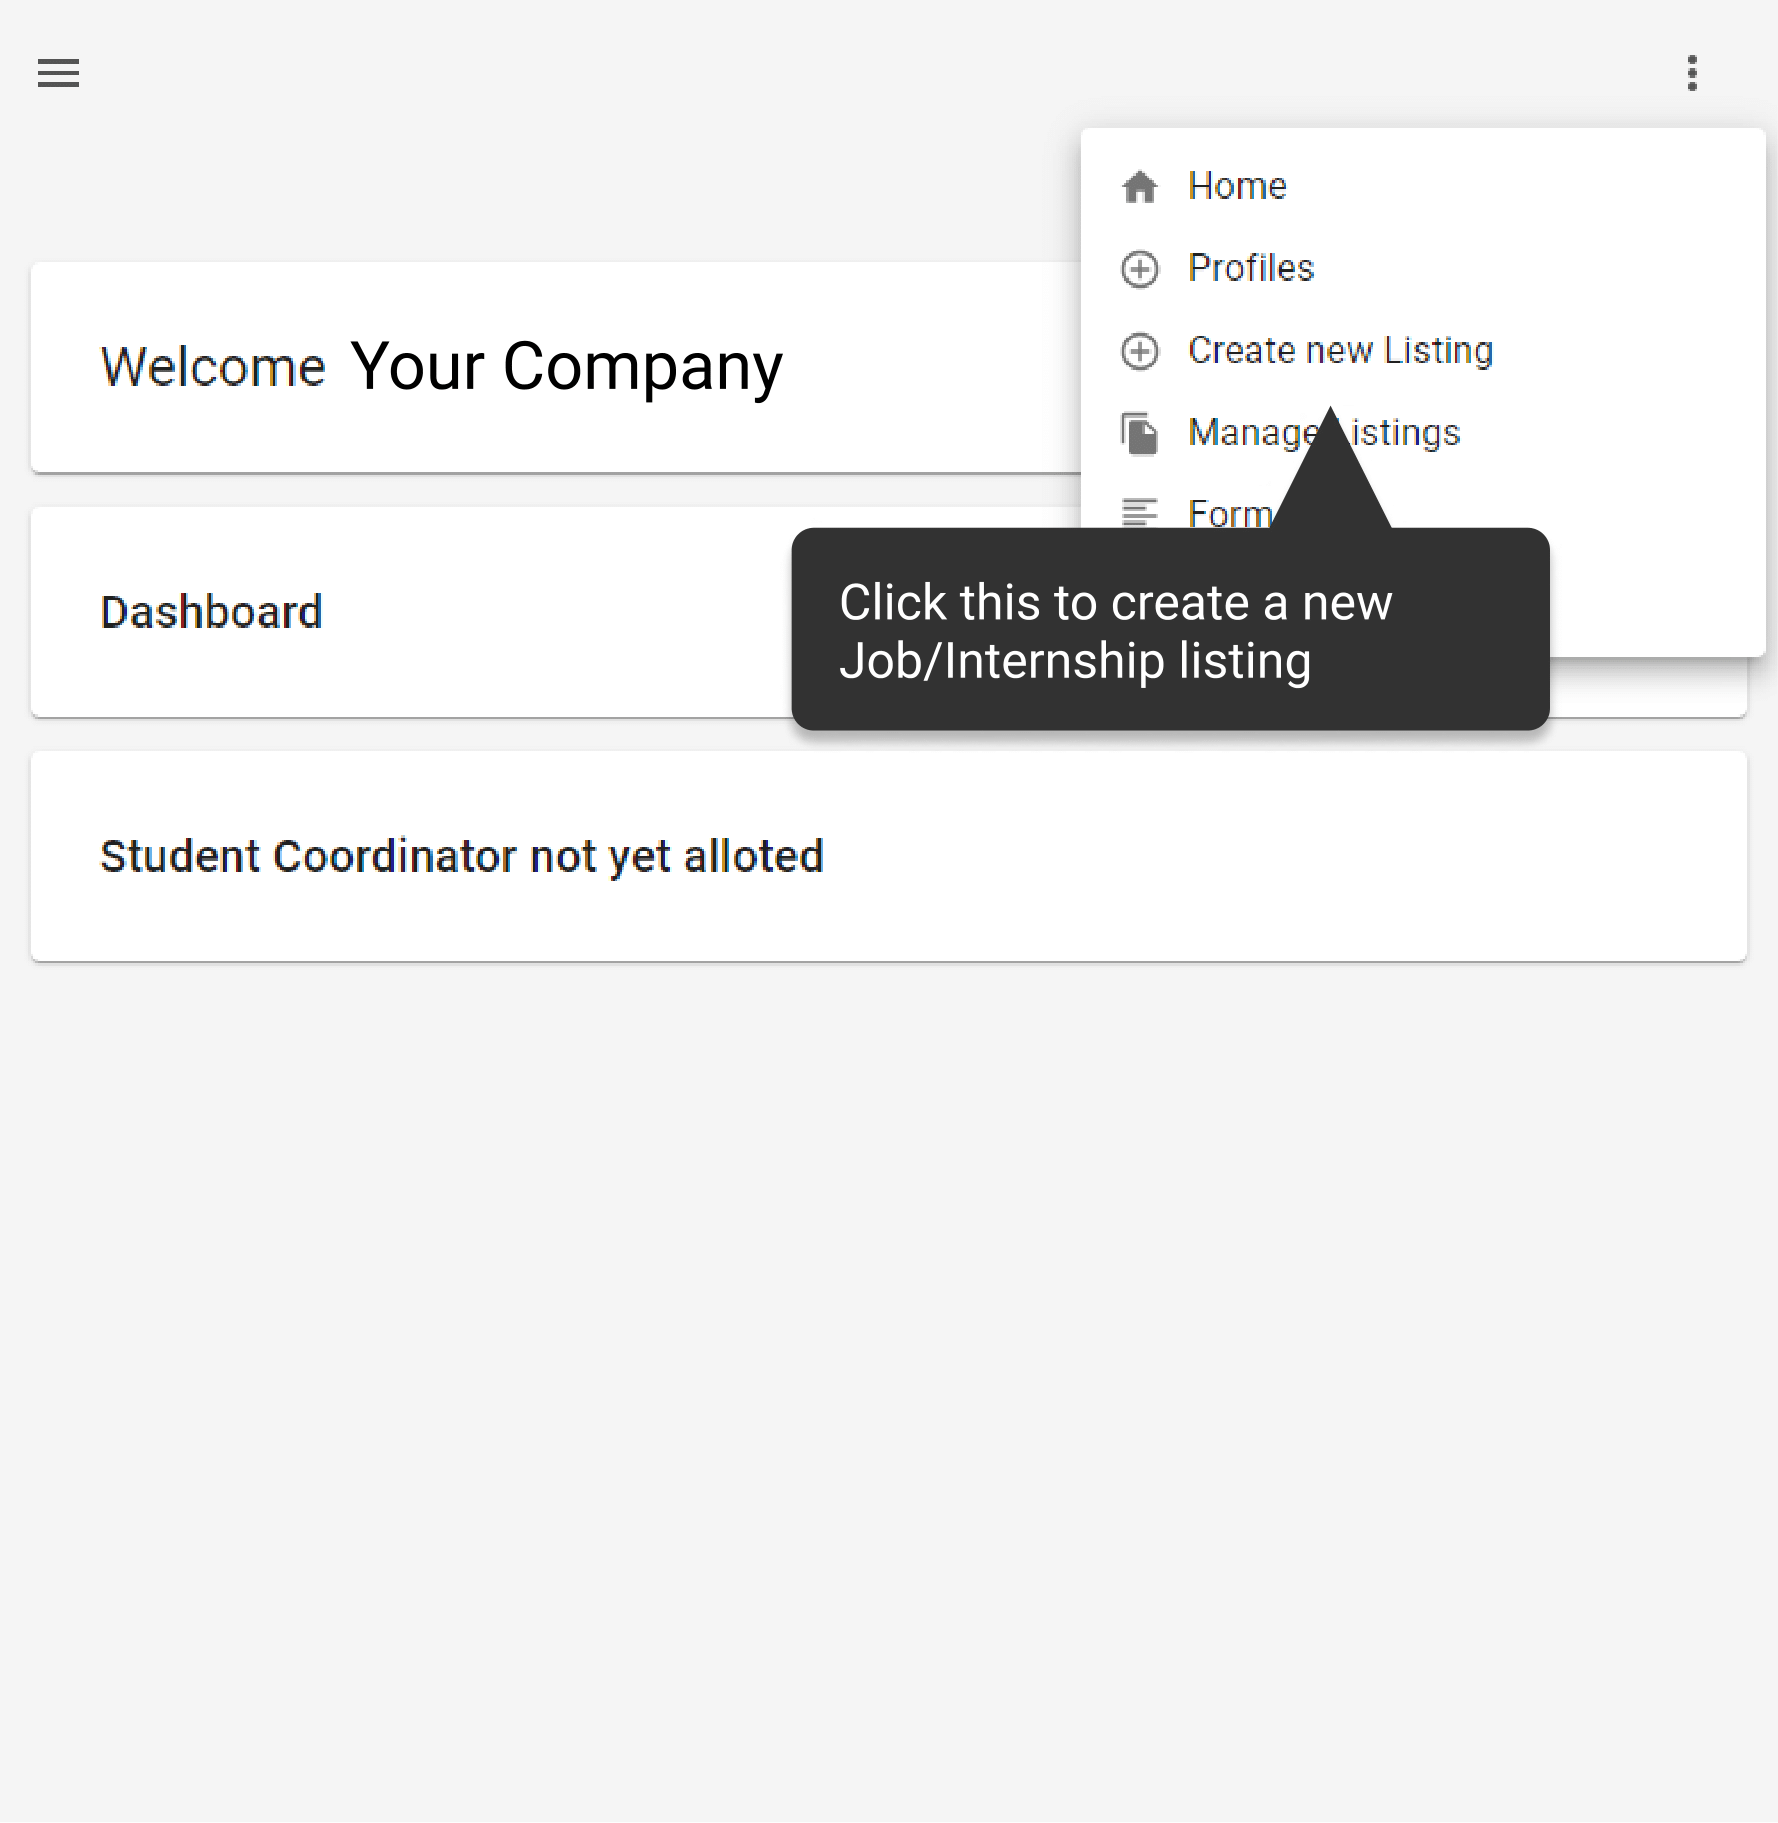 Home
Profiles
Create new Listing
Manage istings
Form
Welcome Your Company
Click this to create a new
Job/Internship listing
Dashboard
Student Coordinator not yet alloted